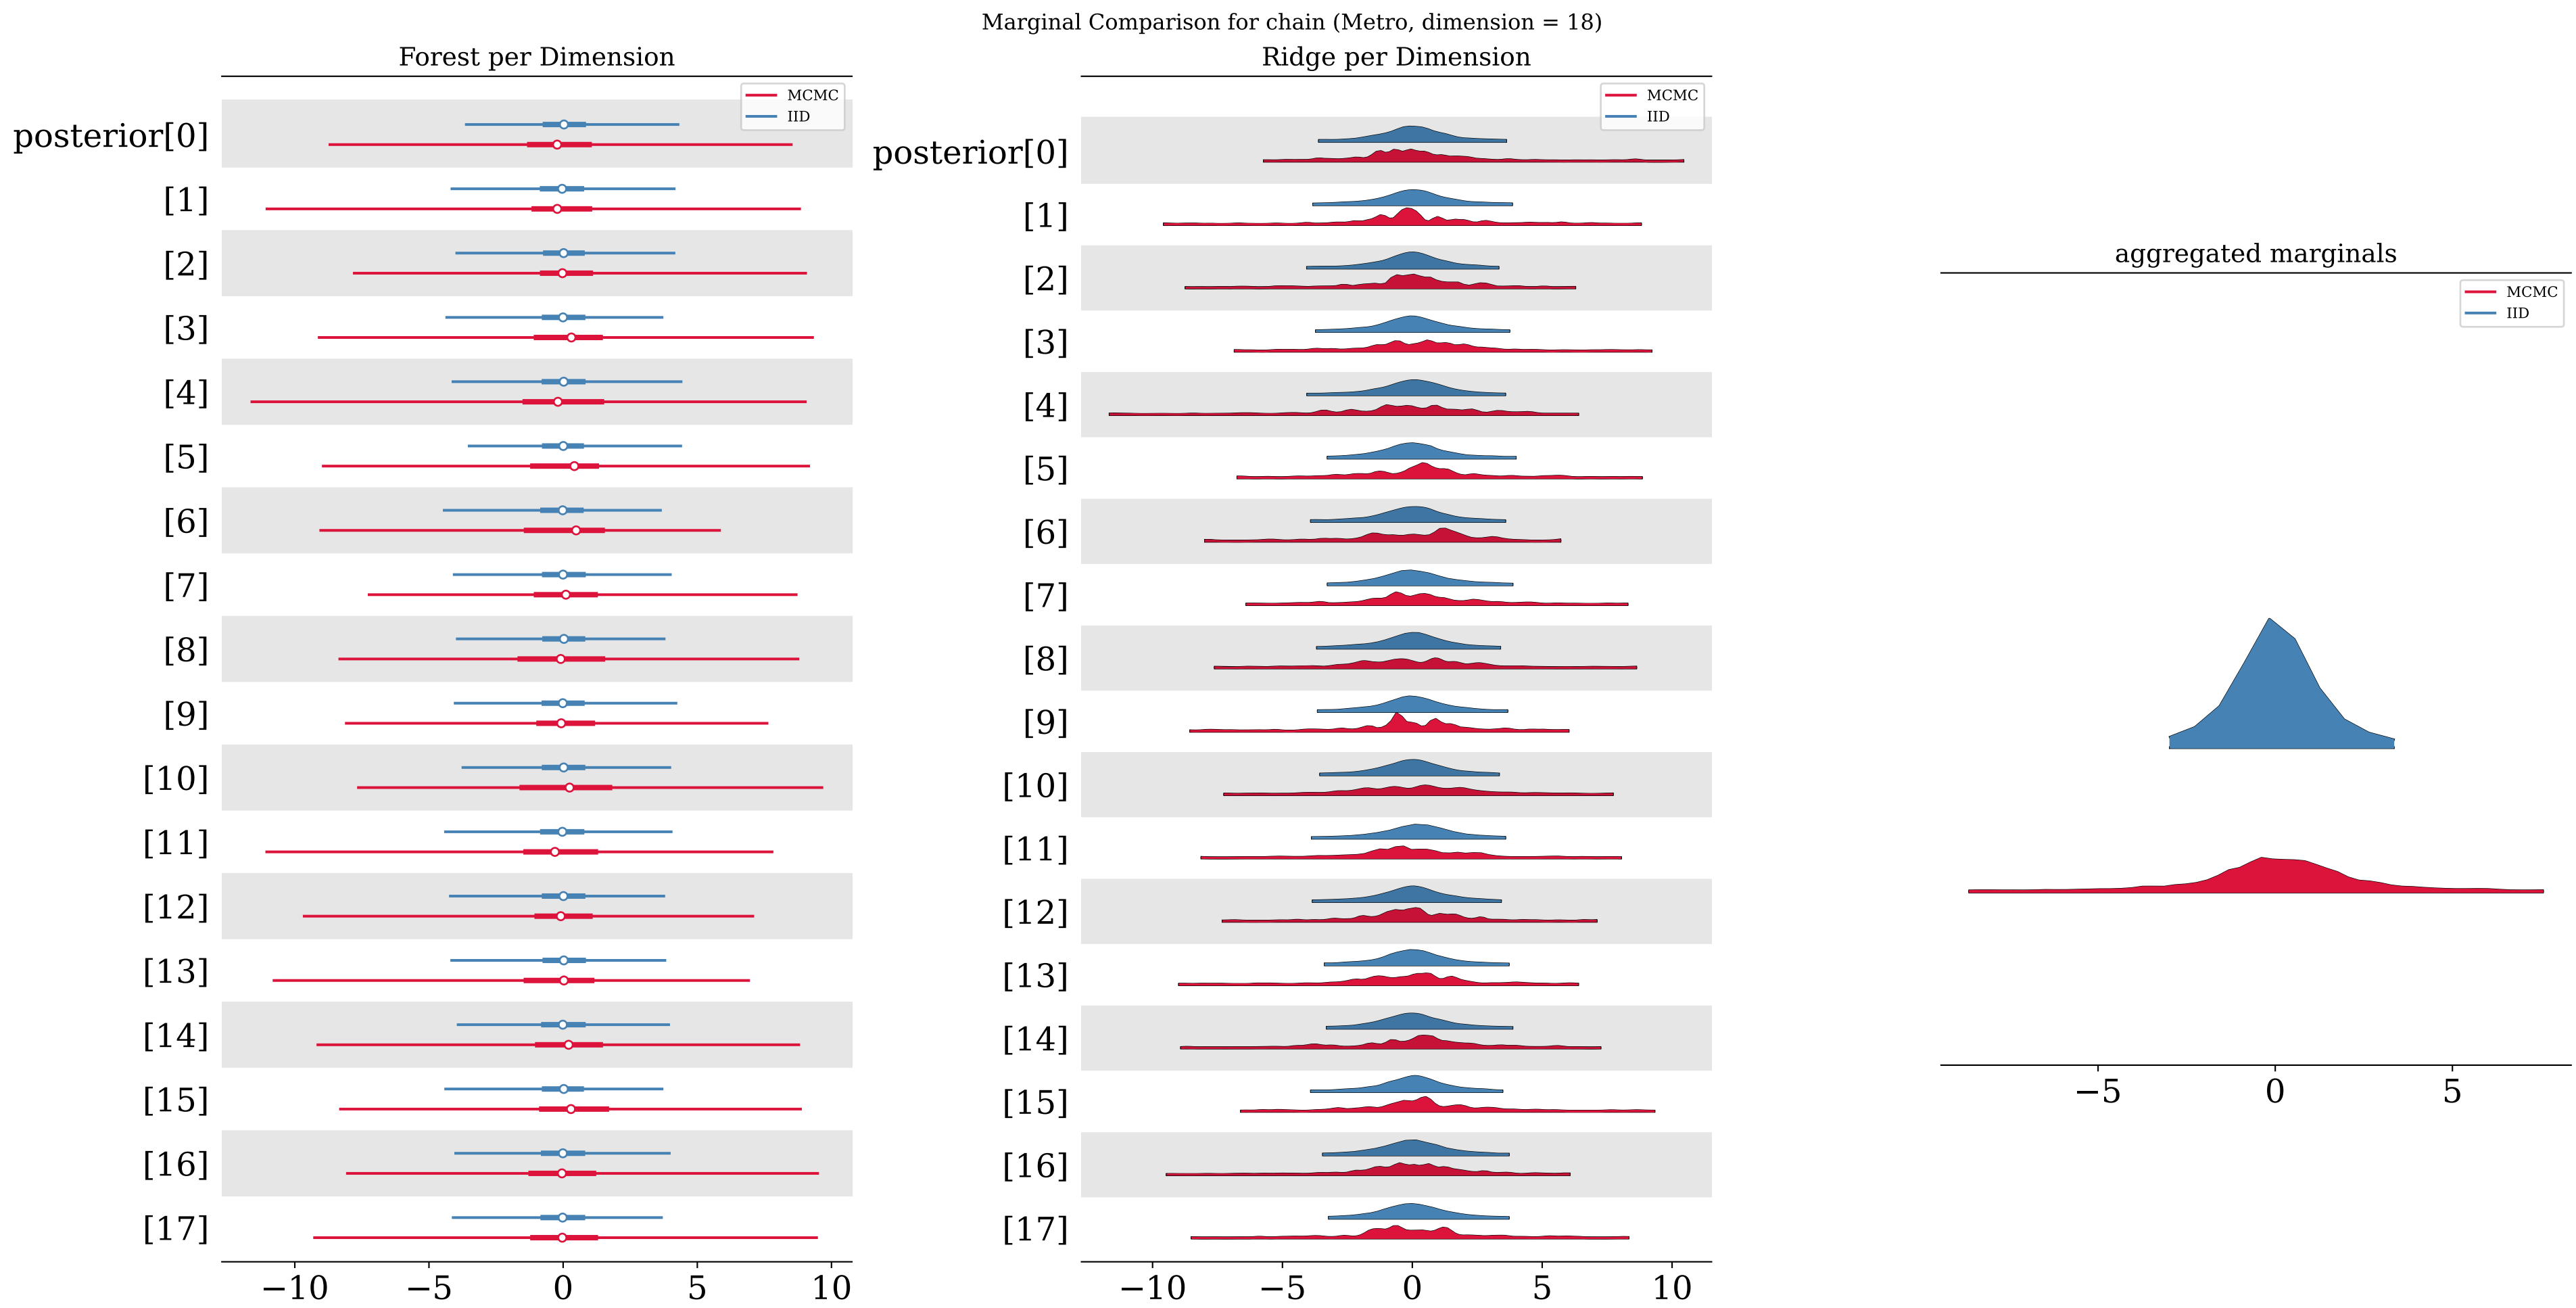 Marginal Comparison for chain (Metro, dimension = 18)
Forest per Dimension
MCMC
IID
posterior[0]
[1]
[2]
[3]
[4]
[5]
[6]
[7]
[8]
[9]
[10]
[11]
[12]
[13]
[14]
[15]
[16]
[17]
−10 −5 0 5 10
Ridge per Dimension
MCMC
IID
posterior[0]
[1]
[2]
[3]
[4]
[5]
[6]
[7]
[8]
[9]
[10]
[11]
[12]
[13]
[14]
[15]
[16]
[17]
−10 −5 0 5 10
aggregated marginals
MCMC
IID
−5 0 5